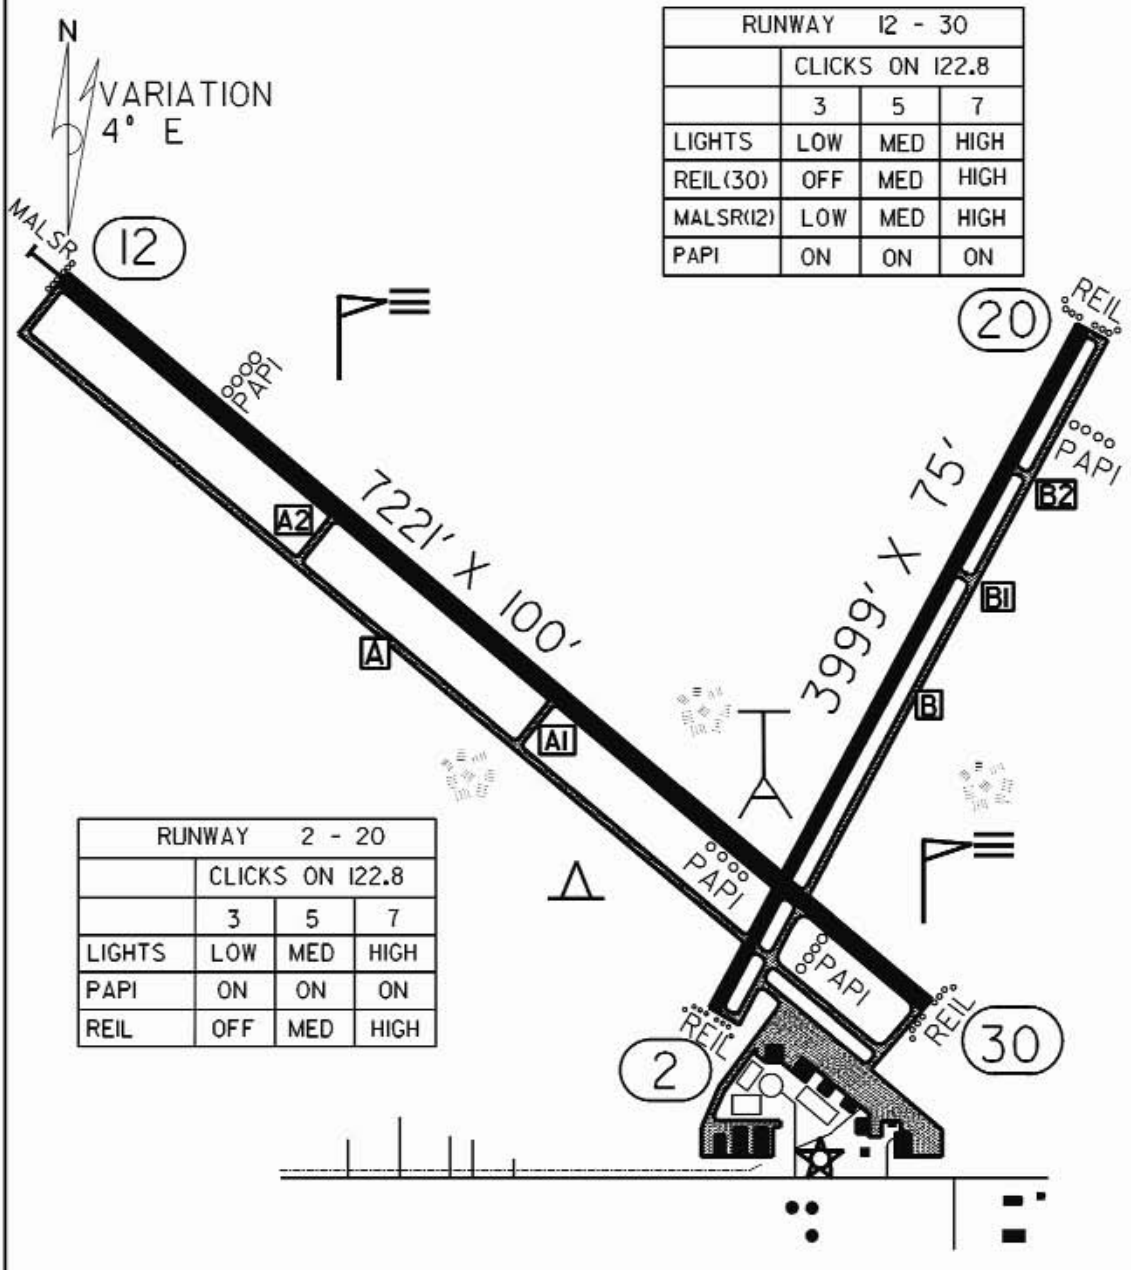 N
VARIATION
4° E
RUNWAY 12 - 30
CLICKS ON 122.8
3 5 7
LIGHTS LOW MED HIGH
REIL(30) OFF MED HIGH
MALSR(12) LOW MED HIGH
PAPI ON ON ON
MALSR
12
20
REIL
PAPI
PAPI
7221' X 100'
3999' X 75'
A2
B2
B1
A
B
A1
PAPI
RUNWAY 2 - 20
CLICKS ON 122.8
3 5 7
LIGHTS LOW MED HIGH
PAPI ON ON ON
REIL OFF MED HIGH
PAPI
REIL
REIL
2
30